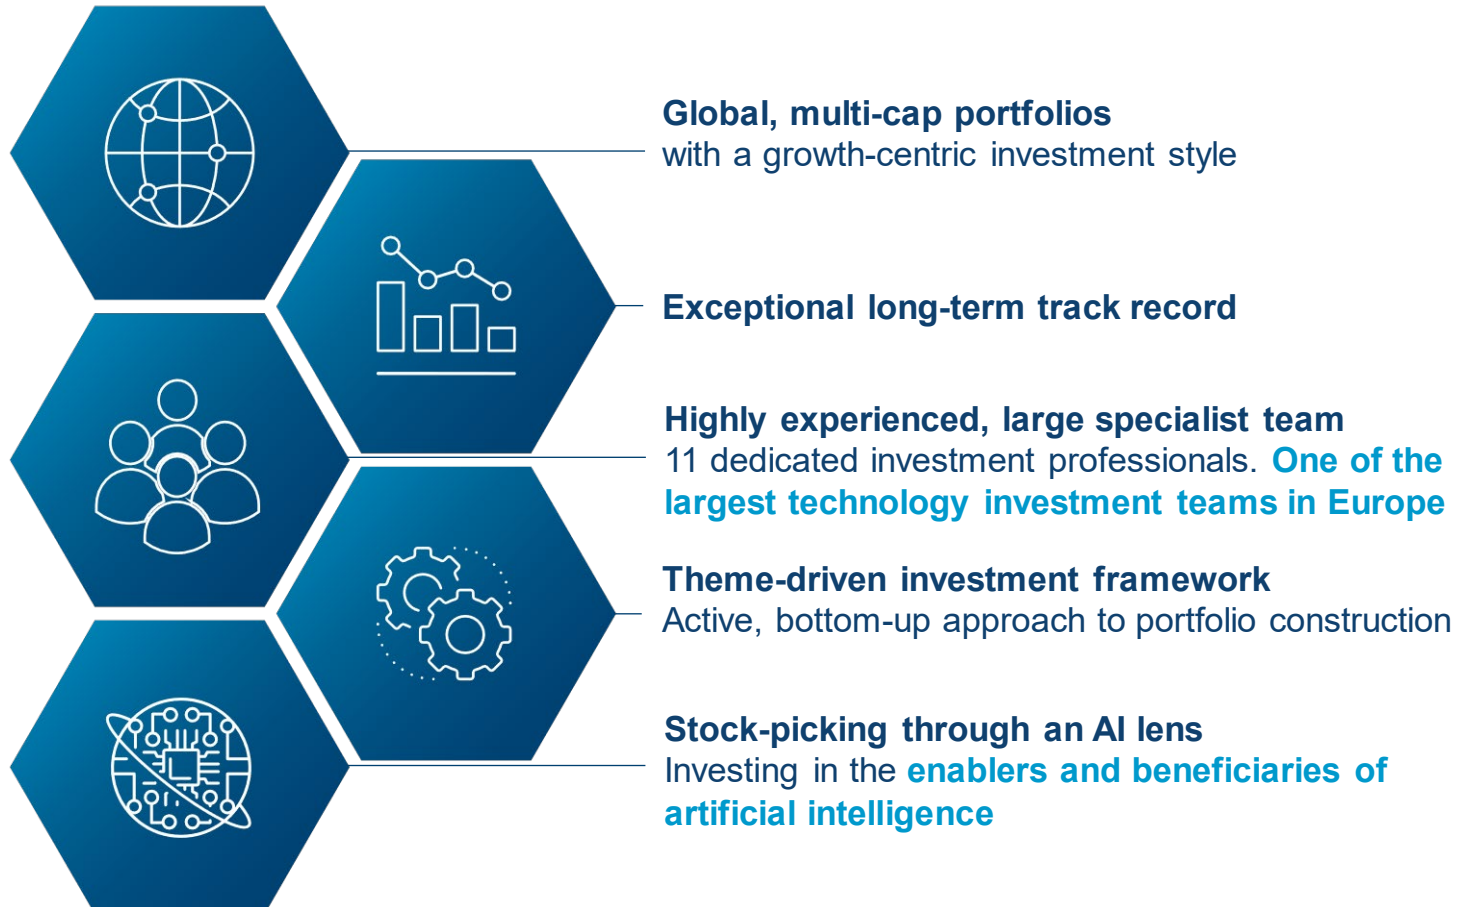 Global, multi-cap portfolios
with a growth-centric investment style
Exceptional long-term track record
Highly experienced, large specialist team
11 dedicated investment professionals. One of the
largest technology investment teams in Europe
Theme-driven investment framework
Active, bottom-up approach to portfolio construction
Stock-picking through an AI lens
Investing in the enablers and beneficiaries of
artificial intelligence